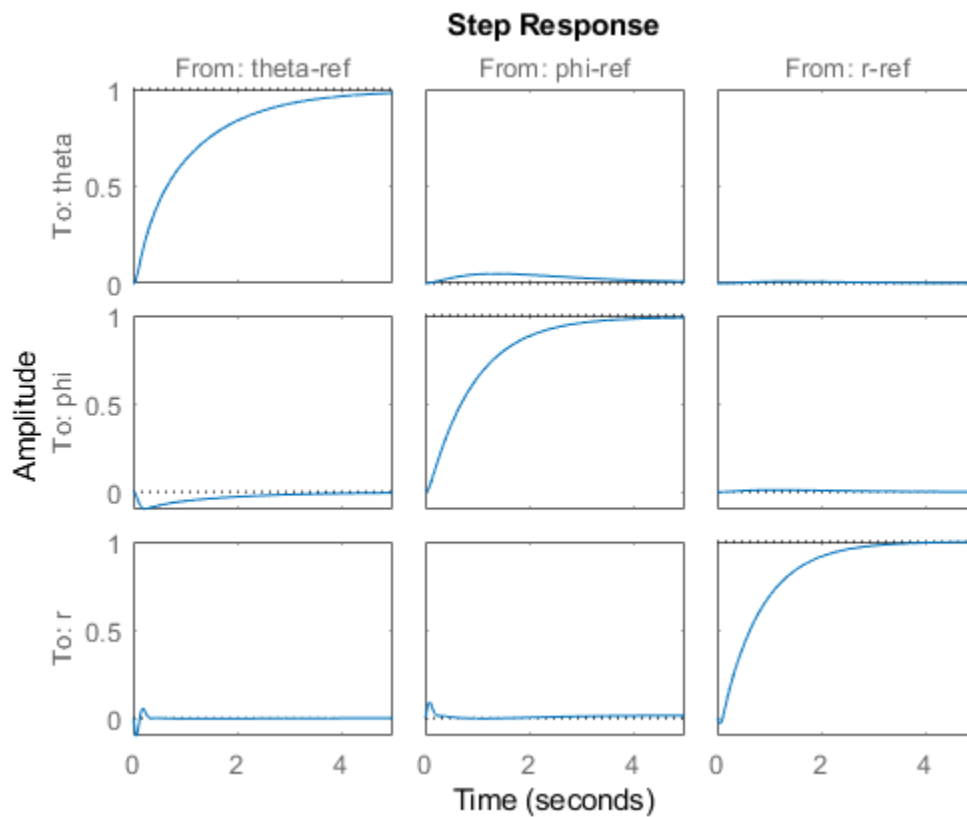 Step Response
From: theta-ref
From: phi-ref
From: r-ref
Amplitude
To: theta
1
0.5
0
To: phi
1
0.5
0
To: r
1
0.5
0
0 2 4
0 2 4
0 2 4
Time (seconds)